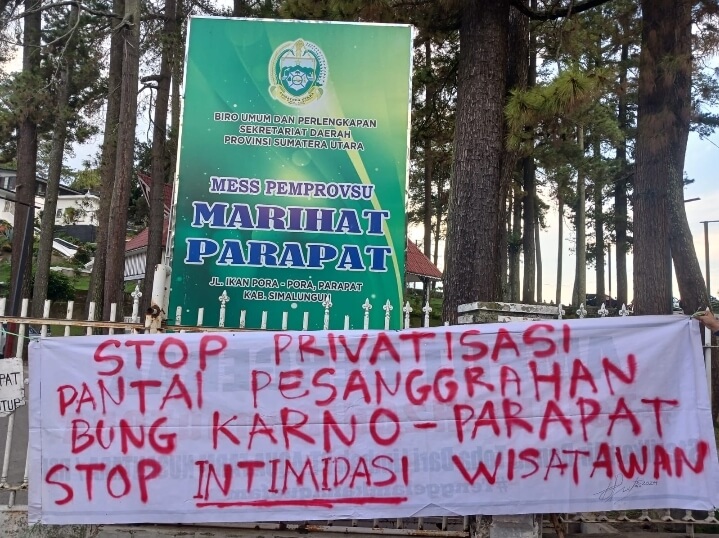 BIRO UMUM DAN PERLENGKAPAN
SEKRETARIAT DAERAH
PROVINSI SUMATERA UTARA
MESS PEMPROVSU
MARIHAT
PARAPAT
JL. IKAN PORA - PORA, PARAPAT
KAB. SIMALUNGUN
STOP PRIVATISASI
PANTAI PESANGGRAHAN
BUNG KARNO - PARAPAT
STOP INTIMIDASI WISATAWAN